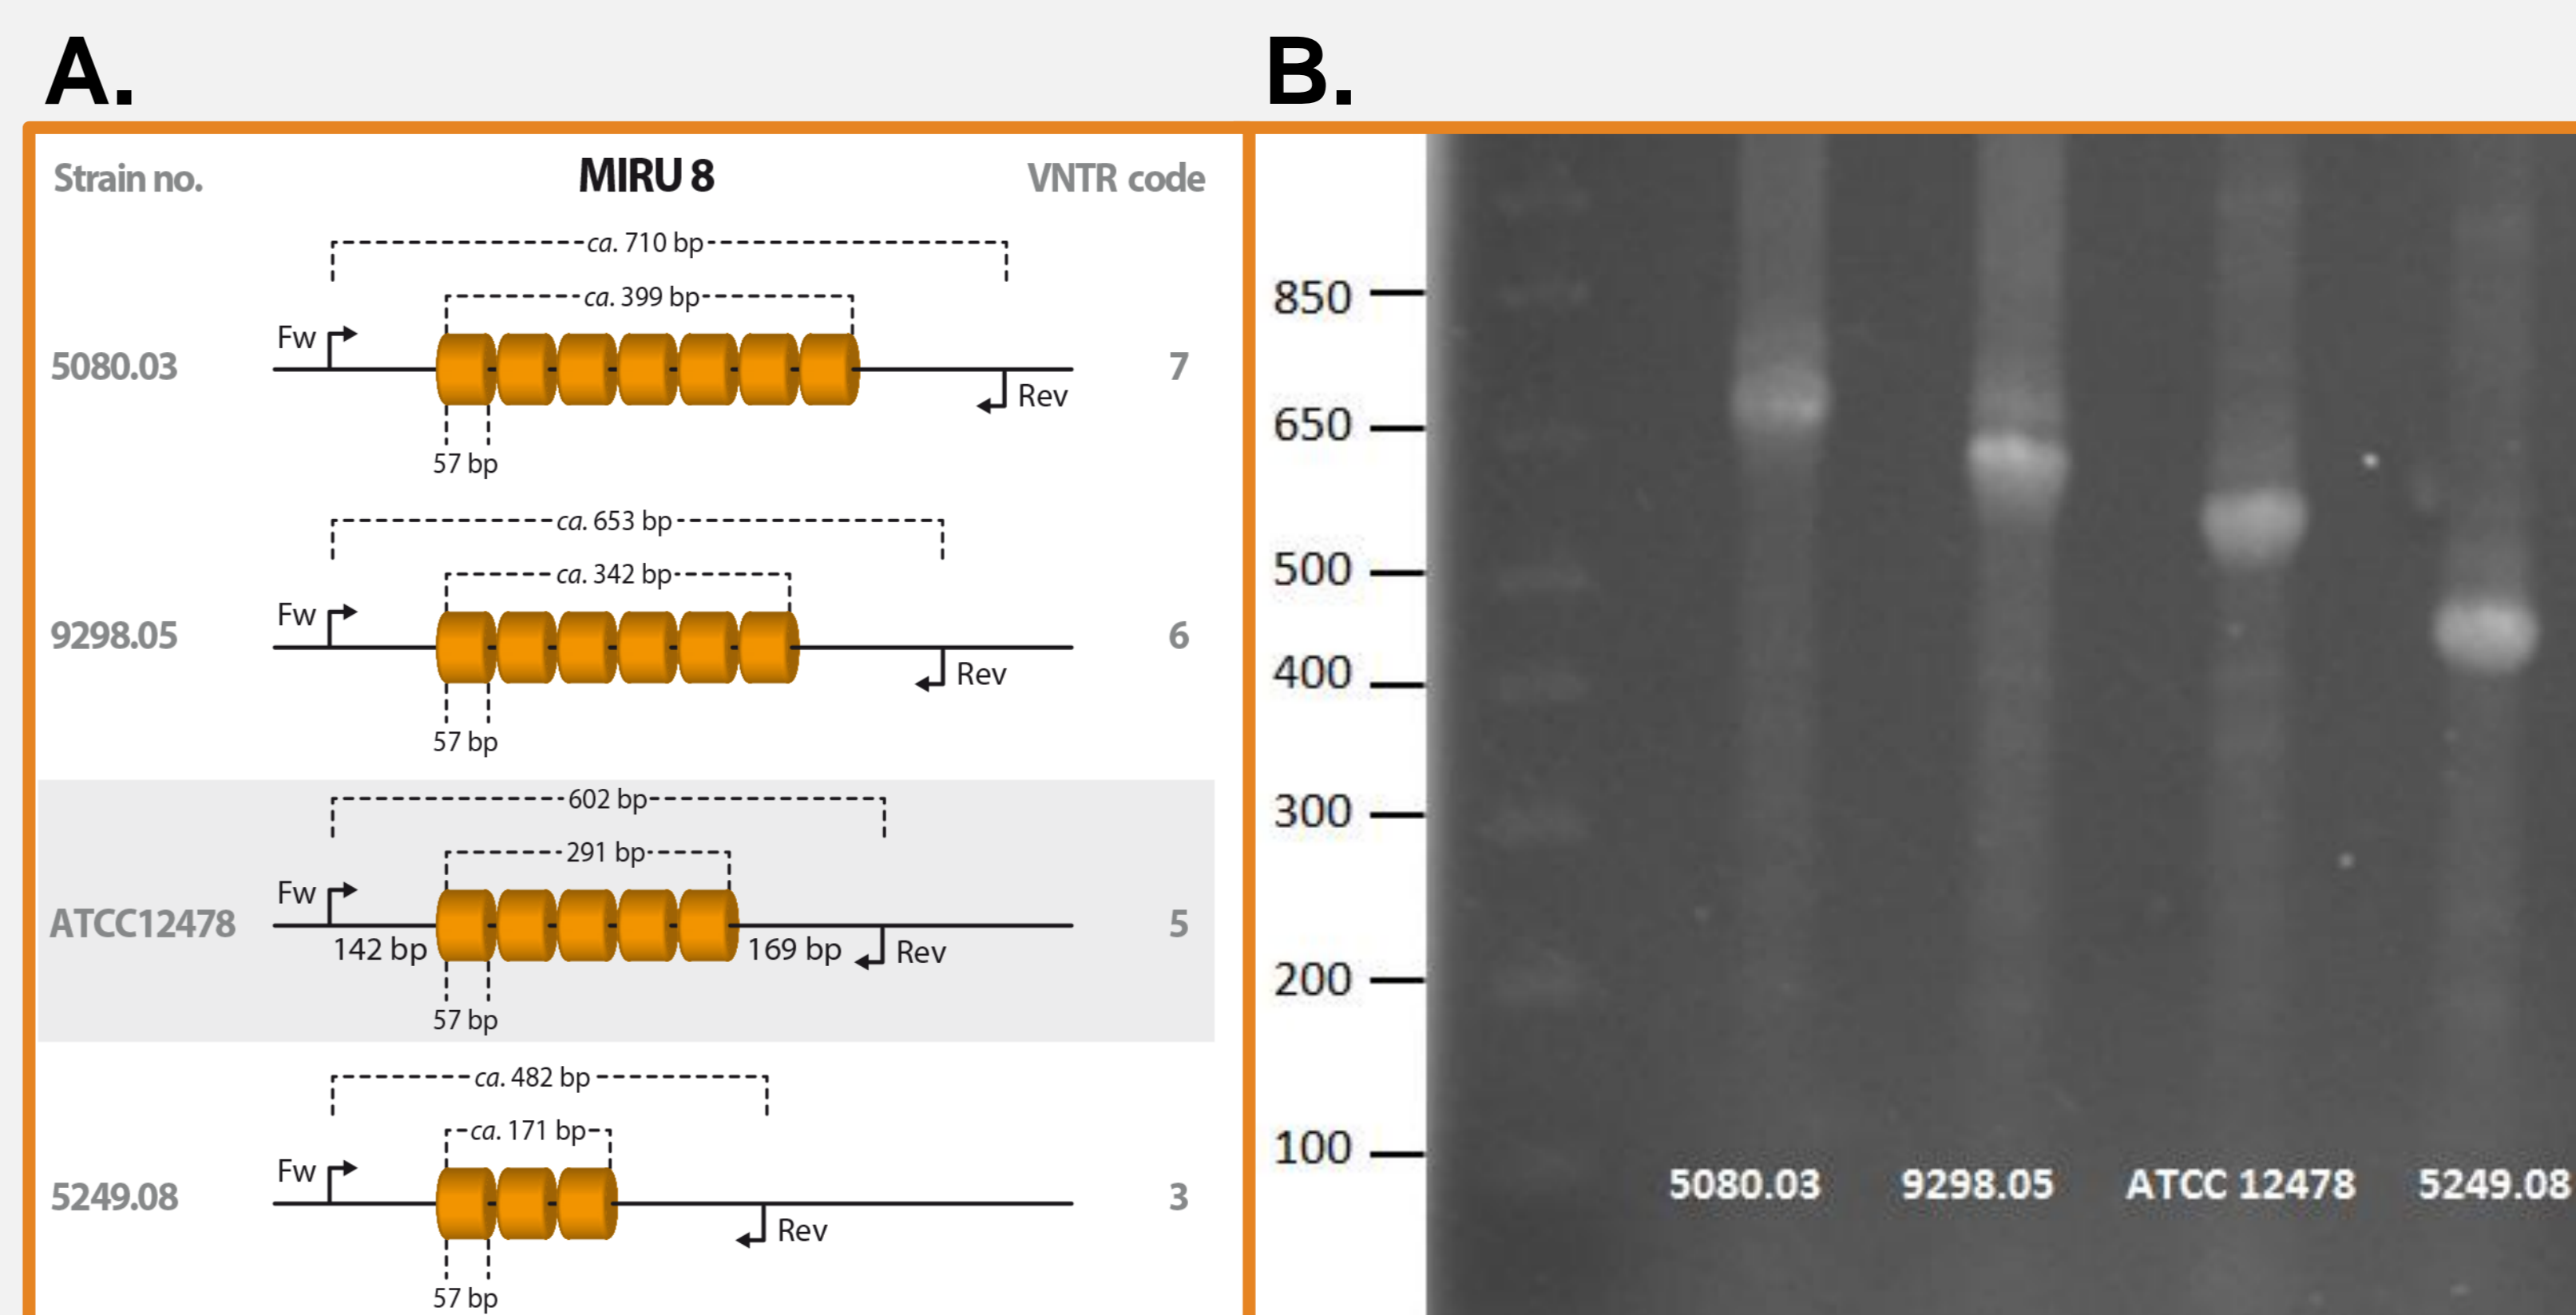 A.
Strain no. MIRU 8 VNTR code
ca. 710 bp
ca. 399 bp
Fw
5080.03 7
Rev
57 bp
ca. 653 bp
ca. 342 bp
Fw
9298.05 6
Rev
57 bp
602 bp
291 bp
Fw
ATCC12478 5
142 bp 169 bp Rev
57 bp
ca. 482 bp
ca. 171 bp
Fw
5249.08 3
Rev
57 bp
B.
850
650
500
400
300
200
100
5080.03 9298.05 ATCC 12478 5249.08